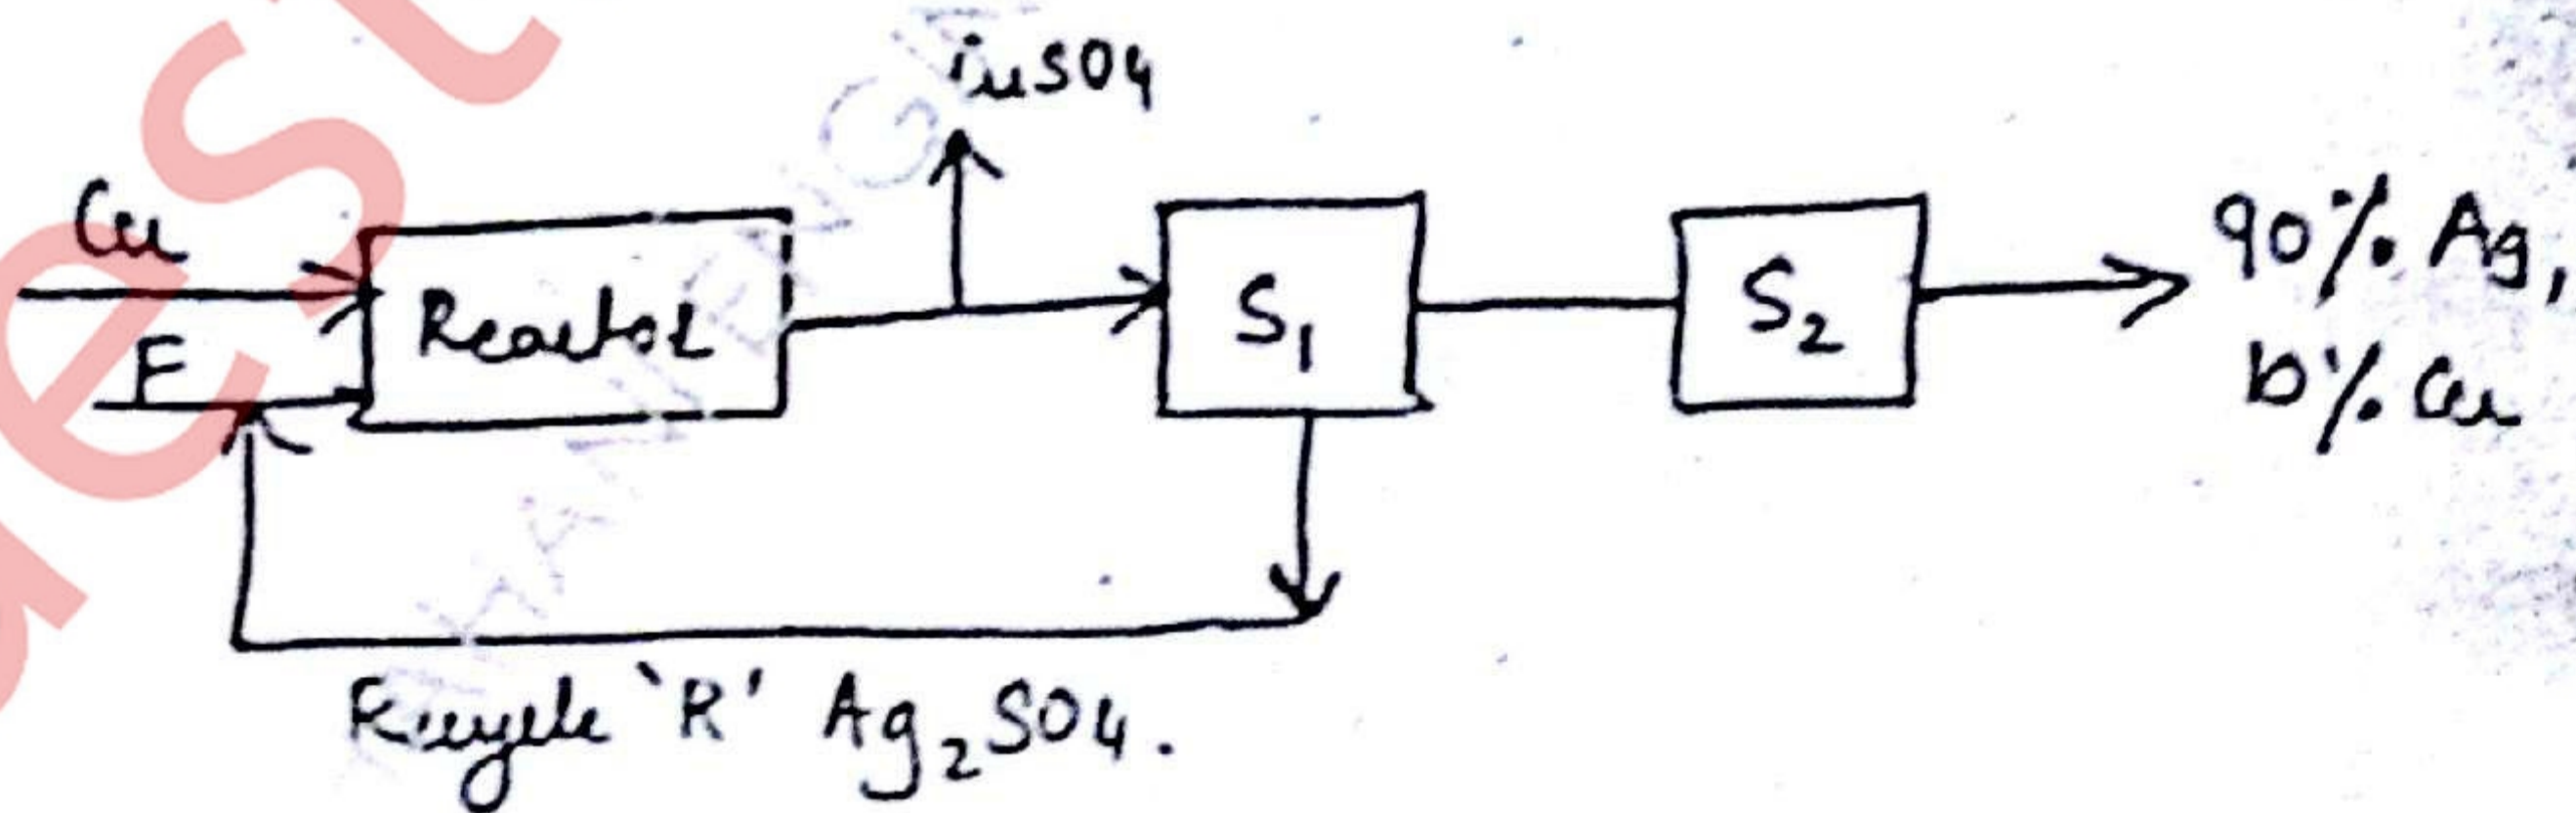 CuSO4
Cu
F
Reactor
S1
S2
90% Ag,
10% Cu
Recycle 'R' Ag2SO4.